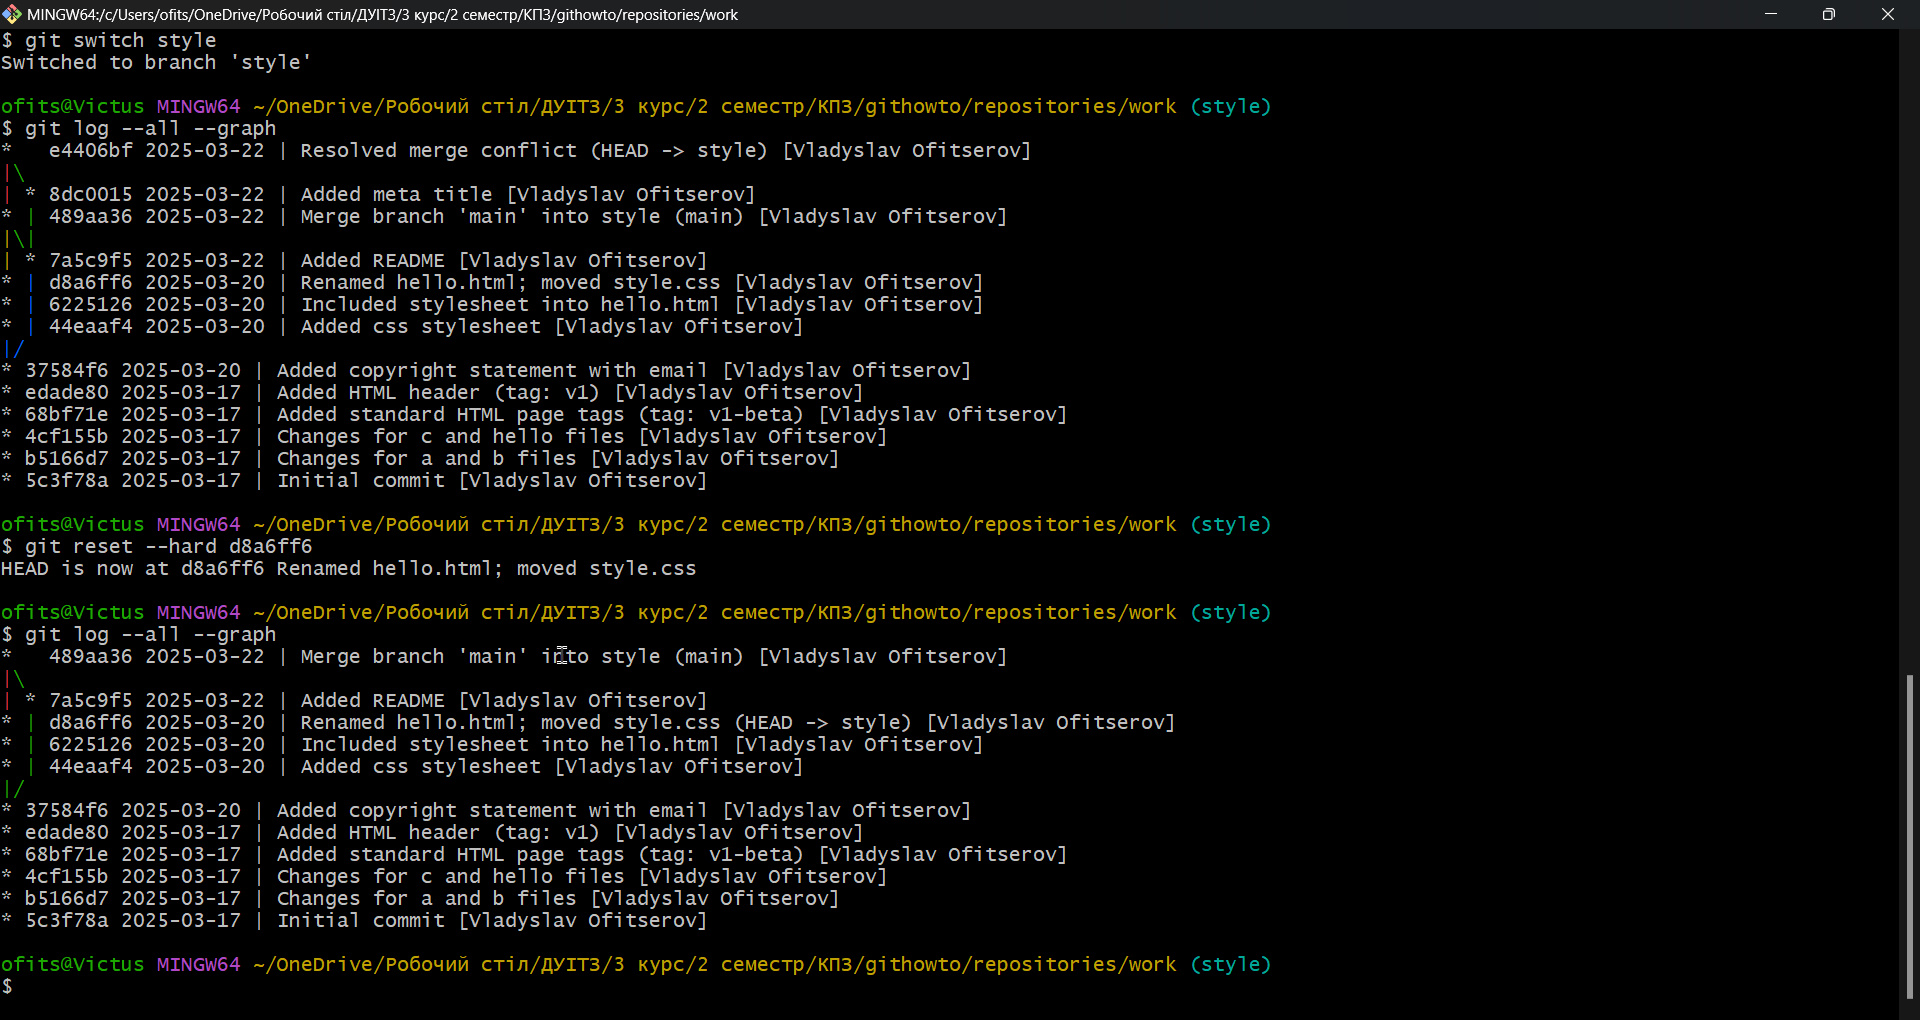 MINGW64:/c/Users/ofits/OneDrive/Робочий стіл/ДУІТЗ/3 курс/2 семестр/КПЗ/githowto/repositories/work
$ git switch style
Switched to branch 'style'
ofits@Victus MINGW64 ~/OneDrive/Робочий стіл/ДУІТЗ/3 курс/2 семестр/КПЗ/githowto/repositories/work (style)
$ git log --all --graph
*   e4406bf 2025-03-22 | Resolved merge conflict (HEAD -> style) [Vladyslav Ofitserov]
|\
| * 8dc0015 2025-03-22 | Added meta title [Vladyslav Ofitserov]
* | 489aa36 2025-03-22 | Merge branch 'main' into style (main) [Vladyslav Ofitserov]
|\|
| * 7a5c9f5 2025-03-22 | Added README [Vladyslav Ofitserov]
* | d8a6ff6 2025-03-20 | Renamed hello.html; moved style.css [Vladyslav Ofitserov]
* | 6225126 2025-03-20 | Included stylesheet into hello.html [Vladyslav Ofitserov]
* | 44eaaf4 2025-03-20 | Added css stylesheet [Vladyslav Ofitserov]
|/
* 37584f6 2025-03-20 | Added copyright statement with email [Vladyslav Ofitserov]
* edade80 2025-03-17 | Added HTML header (tag: v1) [Vladyslav Ofitserov]
* 68bf71e 2025-03-17 | Added standard HTML page tags (tag: v1-beta) [Vladyslav Ofitserov]
* 4cf155b 2025-03-17 | Changes for c and hello files [Vladyslav Ofitserov]
* b5166d7 2025-03-17 | Changes for a and b files [Vladyslav Ofitserov]
* 5c3f78a 2025-03-17 | Initial commit [Vladyslav Ofitserov]
ofits@Victus MINGW64 ~/OneDrive/Робочий стіл/ДУІТЗ/3 курс/2 семестр/КПЗ/githowto/repositories/work (style)
$ git reset --hard d8a6ff6
HEAD is now at d8a6ff6 Renamed hello.html; moved style.css
ofits@Victus MINGW64 ~/OneDrive/Робочий стіл/ДУІТЗ/3 курс/2 семестр/КПЗ/githowto/repositories/work (style)
$ git log --all --graph
*   489aa36 2025-03-22 | Merge branch 'main' into style (main) [Vladyslav Ofitserov]
|\
| * 7a5c9f5 2025-03-22 | Added README [Vladyslav Ofitserov]
* | d8a6ff6 2025-03-20 | Renamed hello.html; moved style.css (HEAD -> style) [Vladyslav Ofitserov]
* | 6225126 2025-03-20 | Included stylesheet into hello.html [Vladyslav Ofitserov]
* | 44eaaf4 2025-03-20 | Added css stylesheet [Vladyslav Ofitserov]
|/
* 37584f6 2025-03-20 | Added copyright statement with email [Vladyslav Ofitserov]
* edade80 2025-03-17 | Added HTML header (tag: v1) [Vladyslav Ofitserov]
* 68bf71e 2025-03-17 | Added standard HTML page tags (tag: v1-beta) [Vladyslav Ofitserov]
* 4cf155b 2025-03-17 | Changes for c and hello files [Vladyslav Ofitserov]
* b5166d7 2025-03-17 | Changes for a and b files [Vladyslav Ofitserov]
* 5c3f78a 2025-03-17 | Initial commit [Vladyslav Ofitserov]
ofits@Victus MINGW64 ~/OneDrive/Робочий стіл/ДУІТЗ/3 курс/2 семестр/КПЗ/githowto/repositories/work (style)
$